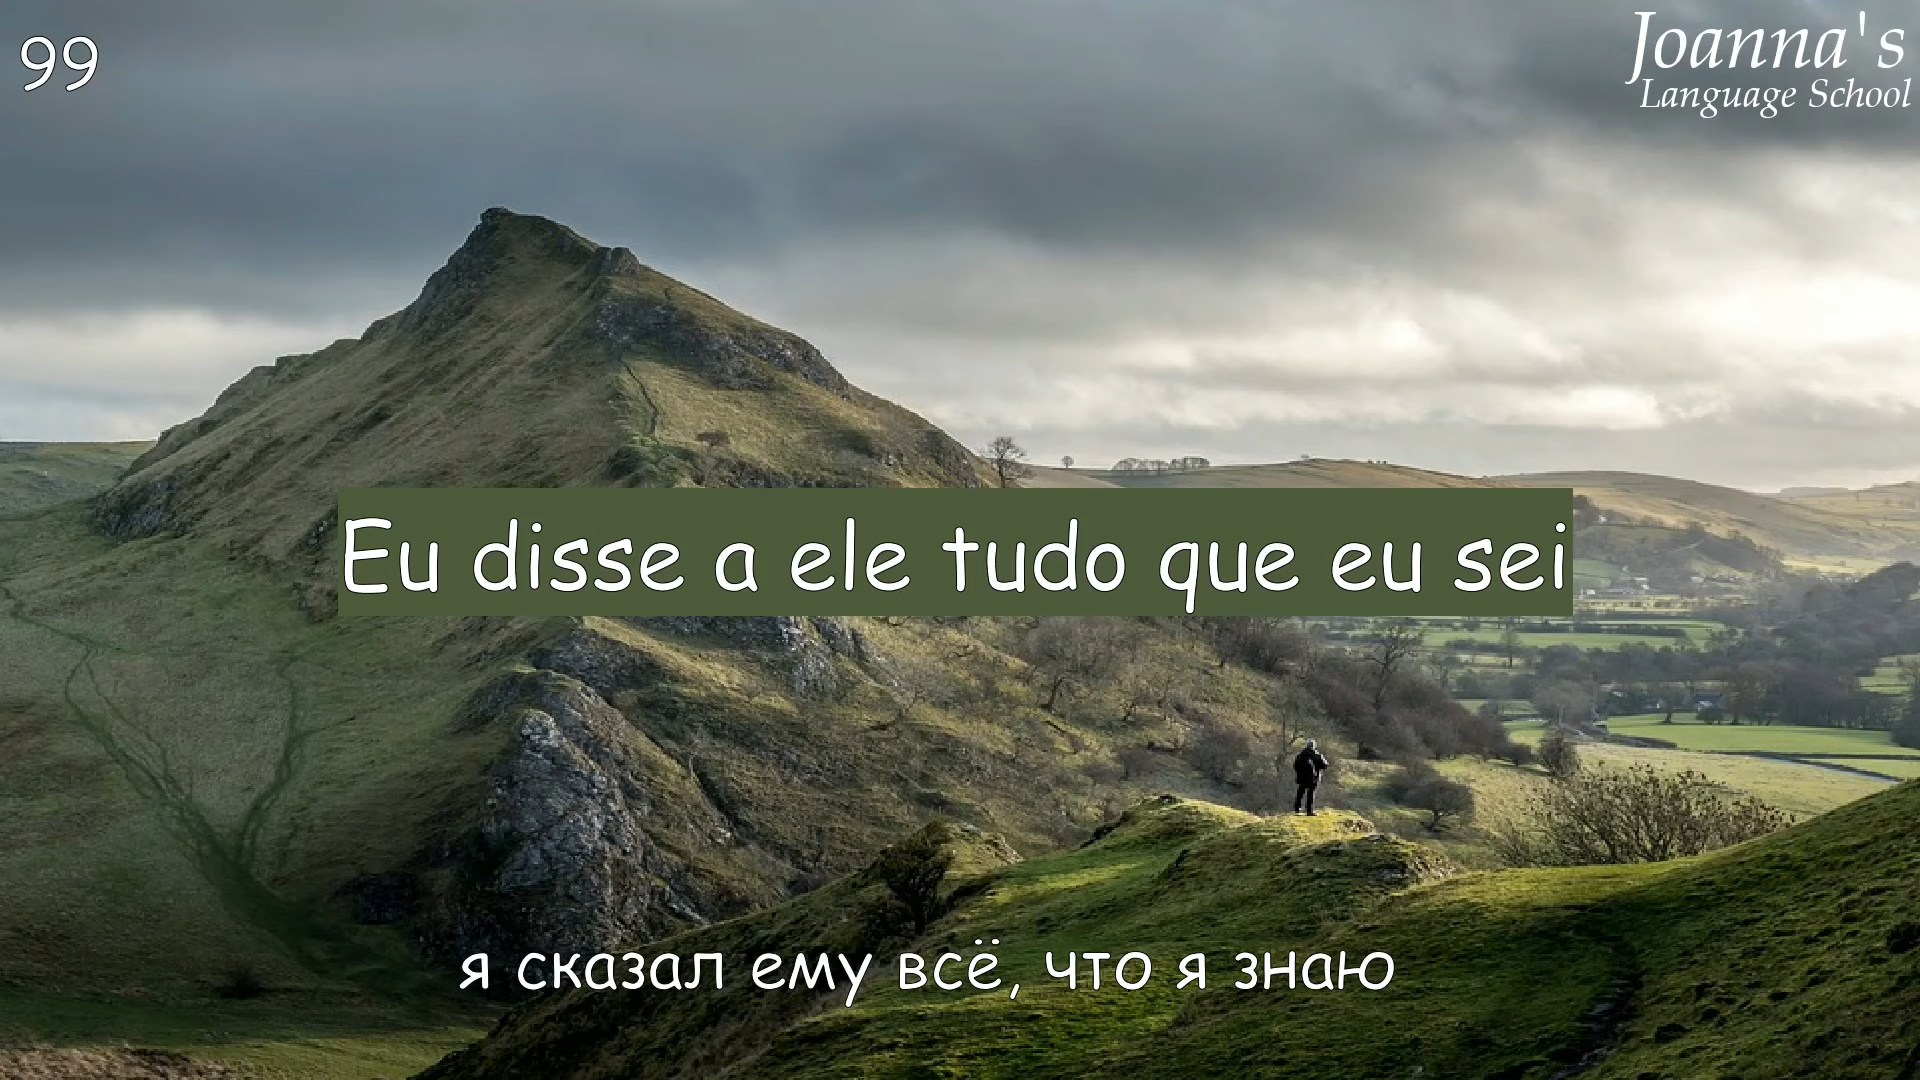 99
Joanna's
Language School
Eu disse a ele tudo que eu sei
я сказал ему всё, что я знаю